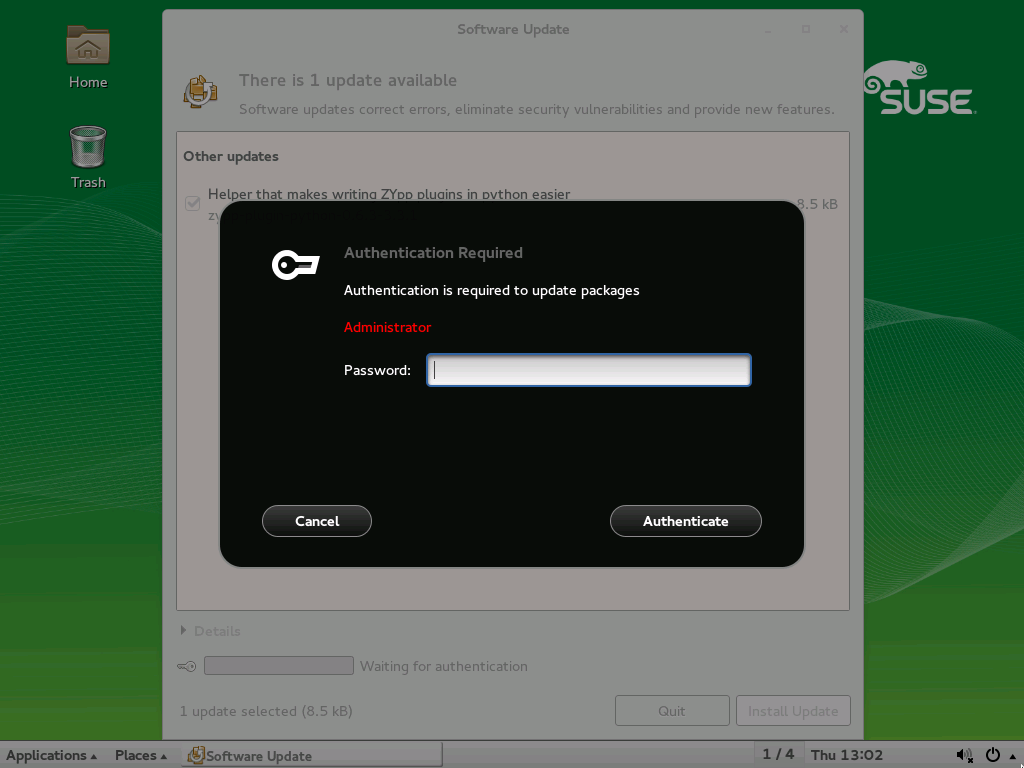 Software Update
Home
There is 1 update available
Software updates correct errors, eliminate security vulnerabilities and provide new features.
SUSE
Trash
Other updates
Helper that makes writing ZYpp plugins in python easier
8.5 kB
zy
Authentication Required
Authentication is required to update packages
Administrator
Password:
Cancel
Authenticate
Details
Waiting for authentication
1 update selected (8.5 kB)
Quit
Install Update
Applications
Places
Software Update
1 / 4
Thu 13:02